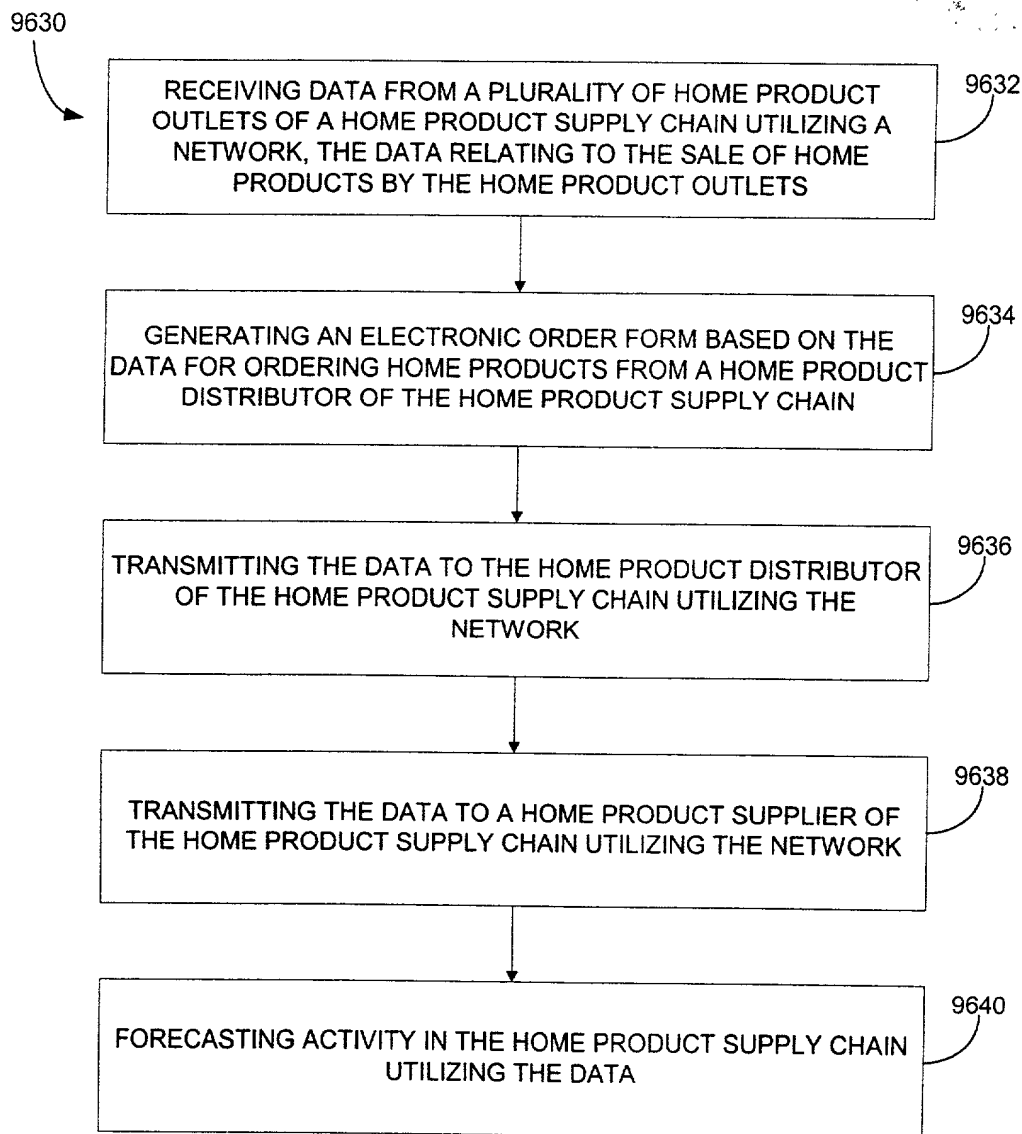 9630
RECEIVING DATA FROM A PLURALITY OF HOME PRODUCT
OUTLETS OF A HOME PRODUCT SUPPLY CHAIN UTILIZING A
NETWORK, THE DATA RELATING TO THE SALE OF HOME
PRODUCTS BY THE HOME PRODUCT OUTLETS
9632
GENERATING AN ELECTRONIC ORDER FORM BASED ON THE
DATA FOR ORDERING HOME PRODUCTS FROM A HOME PRODUCT
DISTRIBUTOR OF THE HOME PRODUCT SUPPLY CHAIN
9634
TRANSMITTING THE DATA TO THE HOME PRODUCT DISTRIBUTOR
OF THE HOME PRODUCT SUPPLY CHAIN UTILIZING THE
NETWORK
9636
TRANSMITTING THE DATA TO A HOME PRODUCT SUPPLIER OF
THE HOME PRODUCT SUPPLY CHAIN UTILIZING THE NETWORK
9638
FORECASTING ACTIVITY IN THE HOME PRODUCT SUPPLY CHAIN
UTILIZING THE DATA
9640